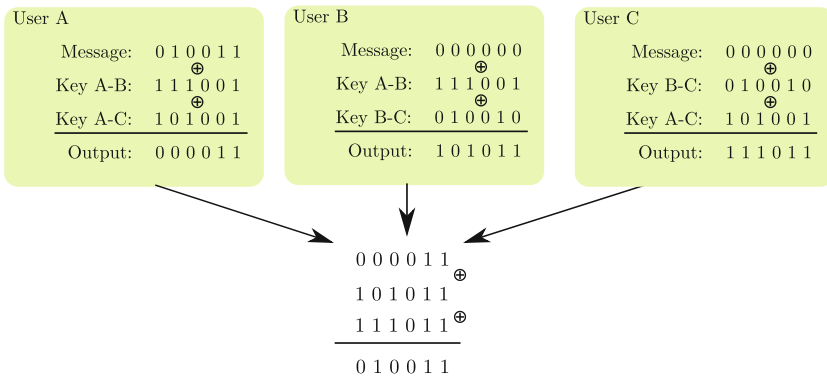 User A
Message: 0 1 0 0 1 1
⊕
Key A-B: 1 1 1 0 0 1
⊕
Key A-C: 1 0 1 0 0 1
Output: 0 0 0 0 1 1
User B
Message: 0 0 0 0 0 0
⊕
Key A-B: 1 1 1 0 0 1
⊕
Key B-C: 0 1 0 0 1 0
Output: 1 0 1 0 1 1
User C
Message: 0 0 0 0 0 0
⊕
Key B-C: 0 1 0 0 1 0
⊕
Key A-C: 1 0 1 0 0 1
Output: 1 1 1 0 1 1
0 0 0 0 1 1
⊕
1 0 1 0 1 1
1 1 1 0 1 1 ⊕
0 1 0 0 1 1